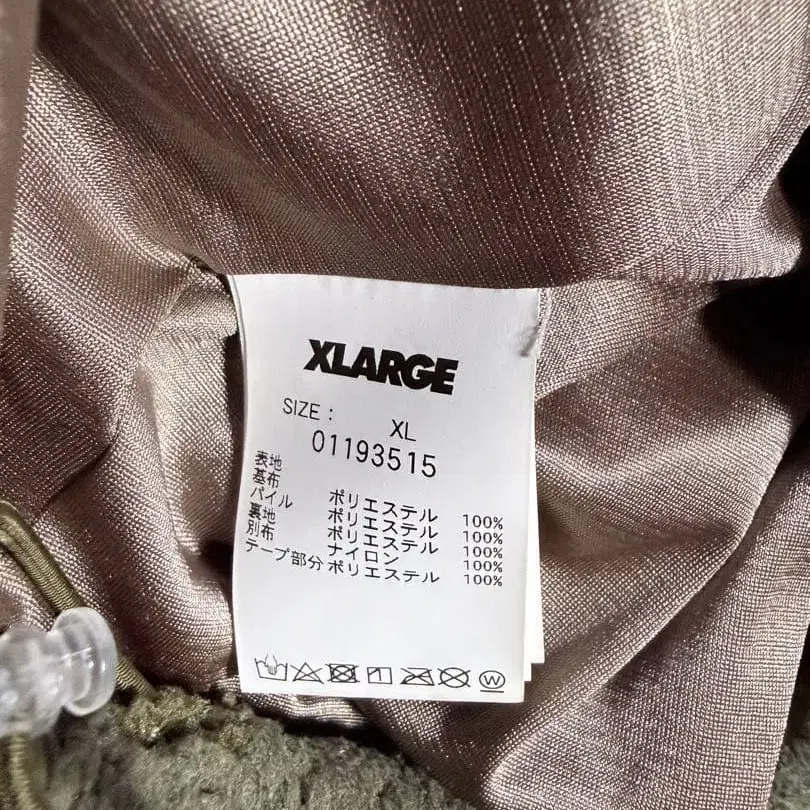 XLARGE
SIZE : XL
01193515
表地
基布 ポリエステル 100%
パイル ポリエステル 100%
裏地 ポリエステル 100%
別布 ナイロン 100%
テープ部分 ポリエステル 100%
W